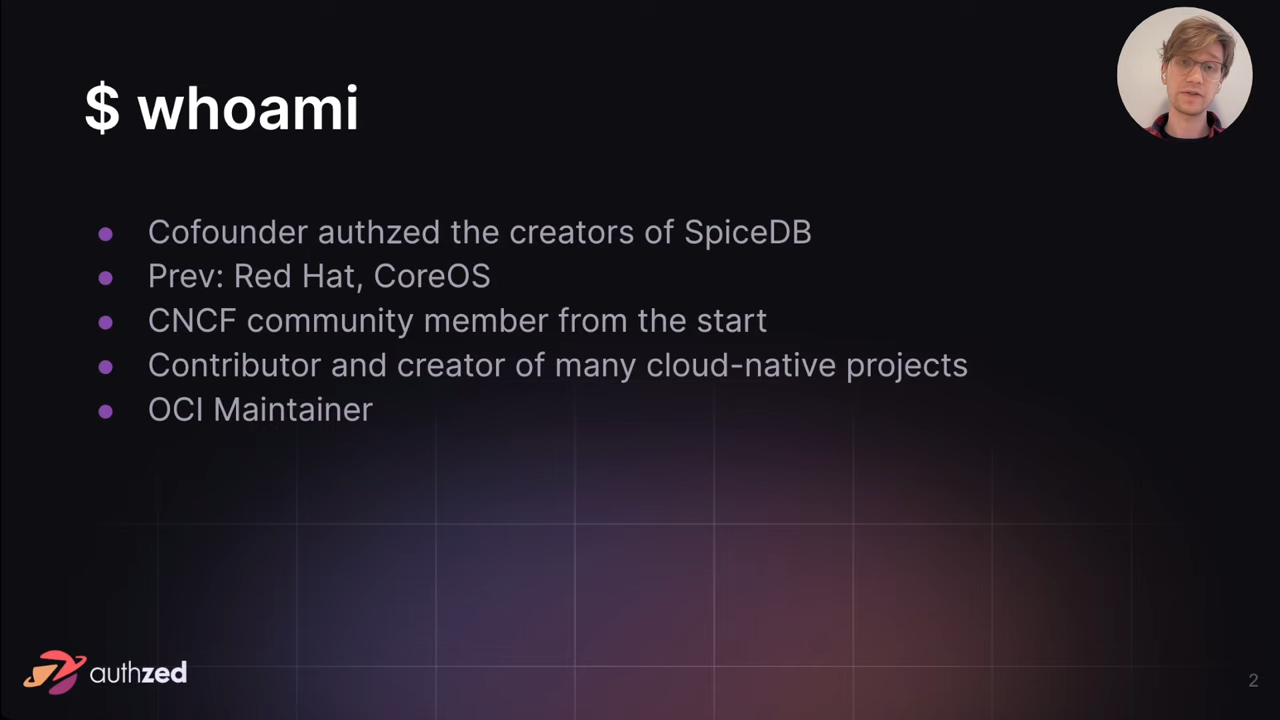 $ whoami
● Cofounder authzed the creators of SpiceDB
● Prev: Red Hat, CoreOS
● CNCF community member from the start
● Contributor and creator of many cloud-native projects
● OCI Maintainer
authzed
2